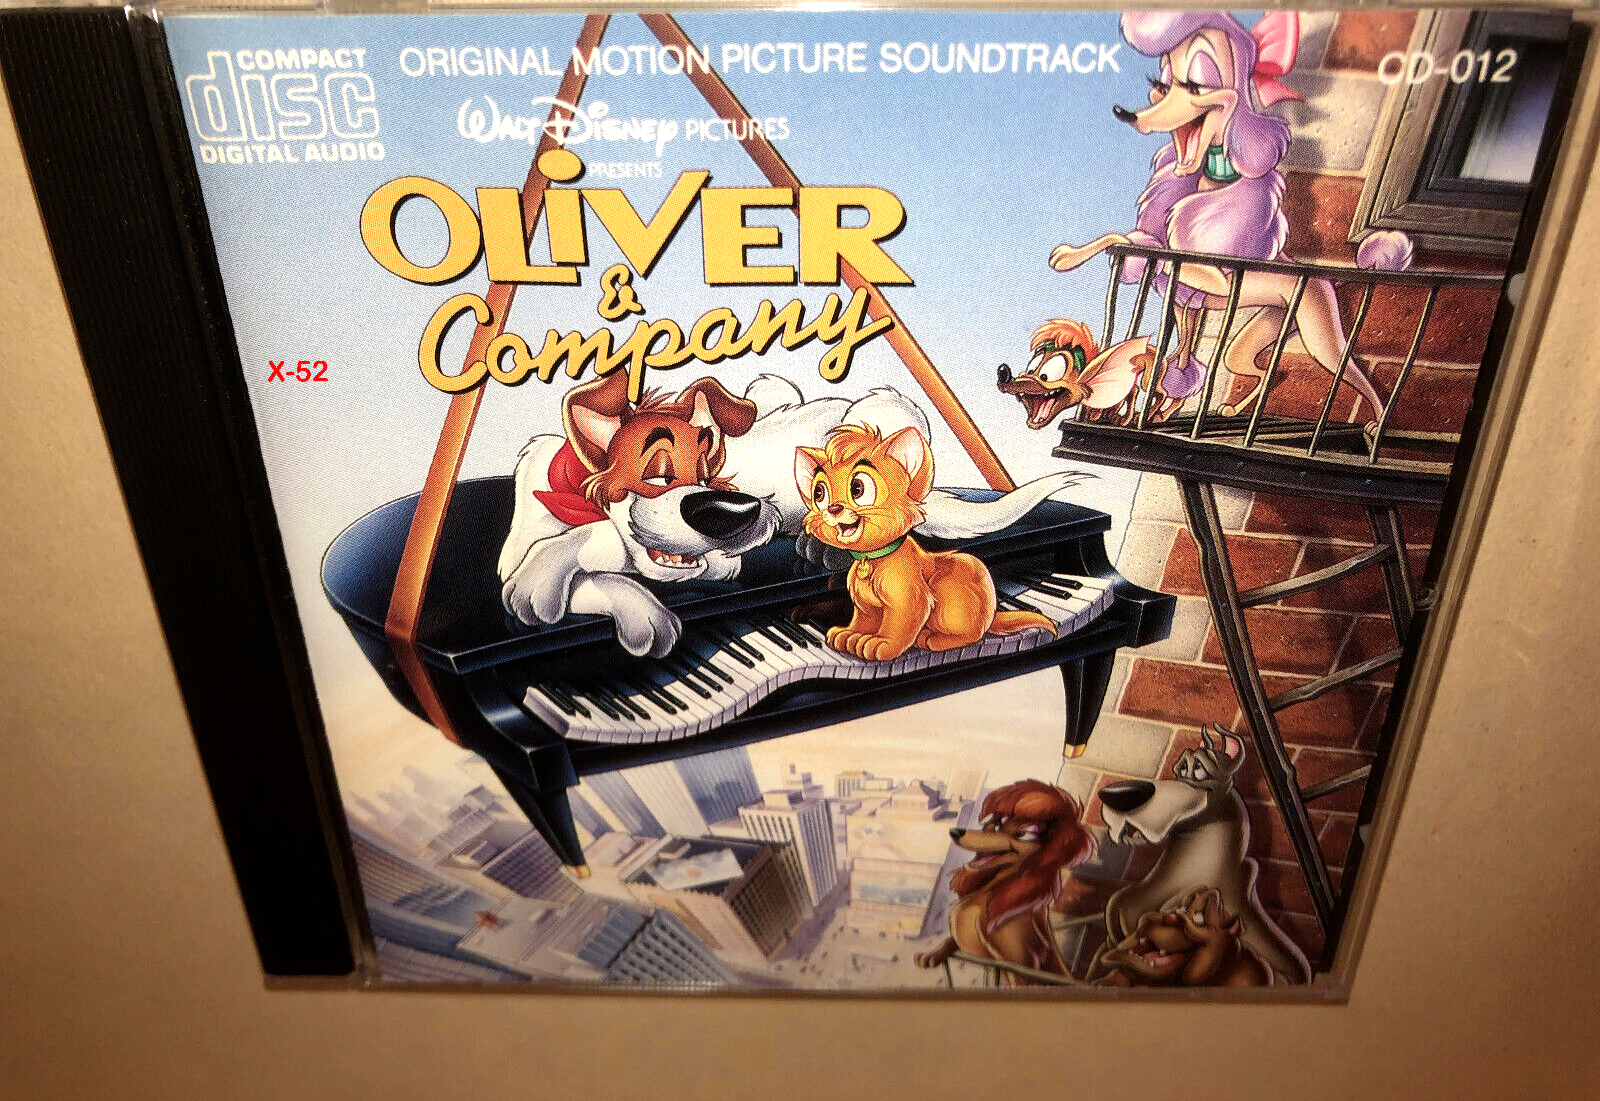 COMPACT
disc
DIGITAL AUDIO
ORIGINAL MOTION PICTURE SOUNDTRACK
CD-012
WALT DISNEY PICTURES
PRESENTS
OLiVER
&
Company
X-52